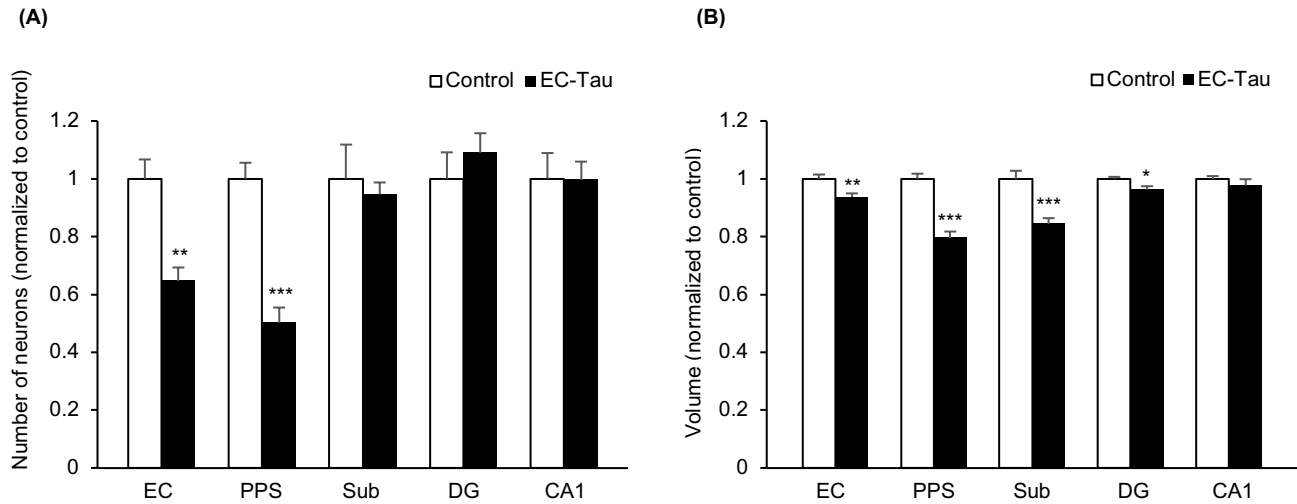 (A)
Control EC-Tau
Number of neurons (normalized to control)
1.2
1
0.8
0.6
0.4
0.2
0
**
***
EC PPS Sub DG CA1
(B)
Control EC-Tau
Volume (normalized to control)
1.2
1
0.8
0.6
0.4
0.2
0
**
***
***
*
EC PPS Sub DG CA1